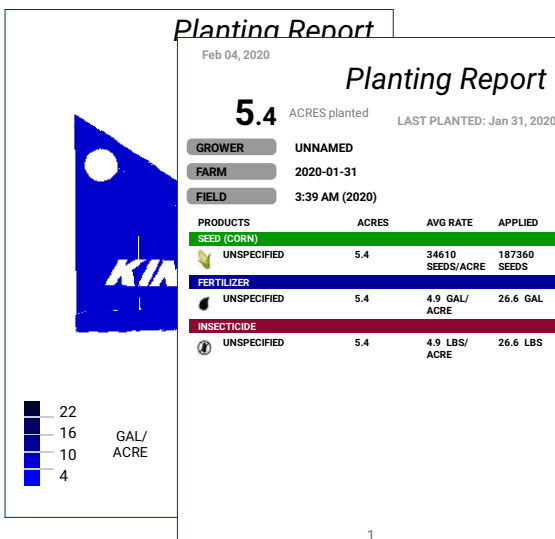 Planting Report
Feb 04, 2020
Planting Report
5.4 ACRES planted
LAST PLANTED: Jan 31, 2020
GROWER UNNAMED
FARM 2020-01-31
FIELD 3:39 AM (2020)
PRODUCTS ACRES AVG RATE APPLIED
SEED (CORN)
UNSPECIFIED 5.4 34610 187360
SEEDS/ACRE SEEDS
FERTILIZER
UNSPECIFIED 5.4 4.9 GAL/ 26.6 GAL
ACRE
INSECTICIDE
UNSPECIFIED 5.4 4.9 LBS/ 26.6 LBS
ACRE
1
KIN
22
16
10
4
GAL/
ACRE